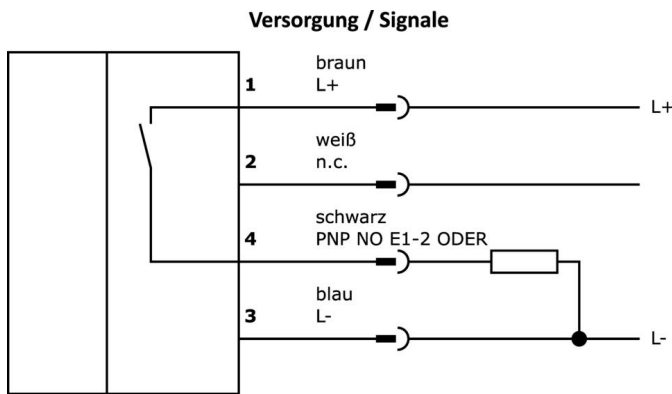 Versorgung / Signale
braun
1 L+ L+
weiß
2 n.c.
schwarz
4 PNP NO E1-2 ODER
blau
3 L- L-